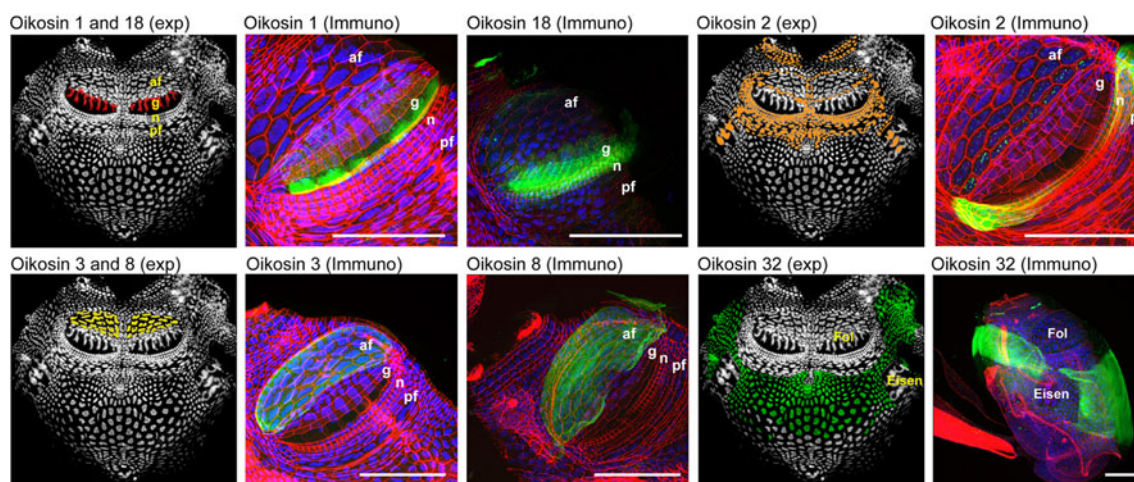 Oikosin 1 and 18 (exp)
Oikosin 1 (Immuno)
Oikosin 18 (Immuno)
Oikosin 2 (exp)
Oikosin 2 (Immuno)
af
g
n
pf
af
g
n
pf
af
g
n
pf
af
g
n
p
Oikosin 3 and 8 (exp)
Oikosin 3 (Immuno)
Oikosin 8 (Immuno)
Oikosin 32 (exp)
Oikosin 32 (Immuno)
af
g
n
pf
af
g
n
pf
Fol
Eisen
Fol
Eisen